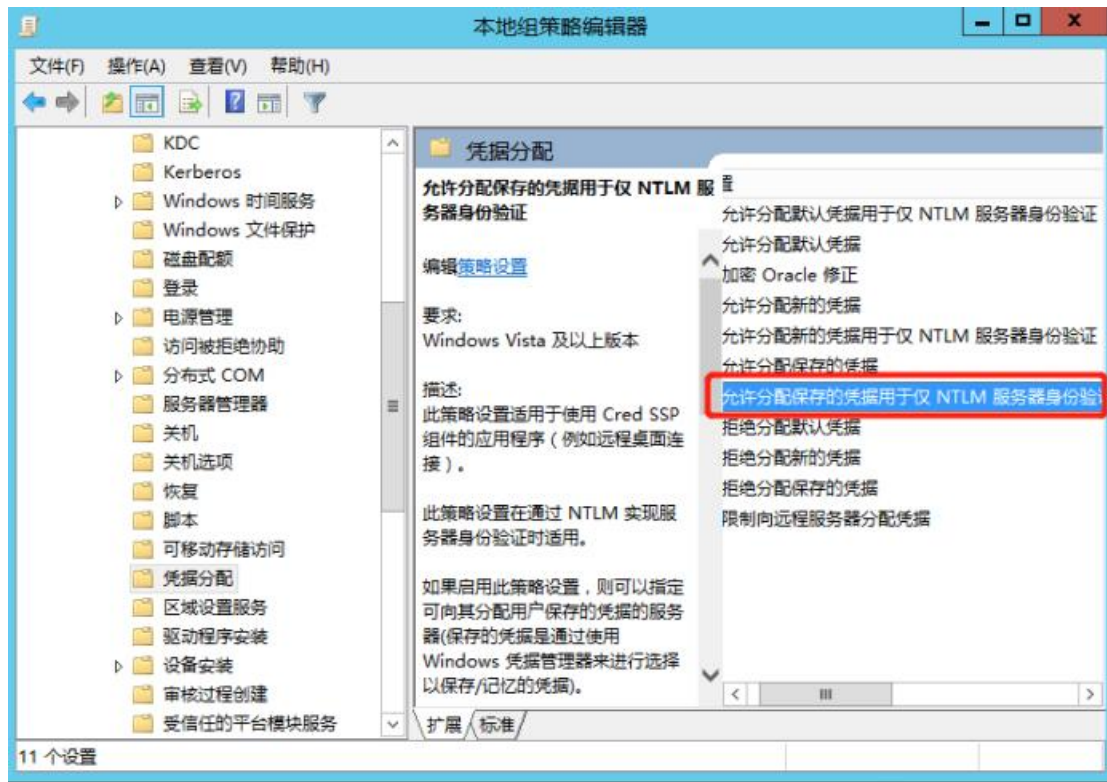 本地组策略编辑器
文件(F) 操作(A) 查看(V) 帮助(H)
KDC
Kerberos
Windows 时间服务
Windows 文件保护
磁盘配额
登录
电源管理
访问被拒绝协助
分布式 COM
服务器管理器
关机
关机选项
恢复
脚本
可移动存储访问
凭据分配
区域设置服务
驱动程序安装
设备安装
审核过程创建
受信任的平台模块服务
凭据分配
允许分配保存的凭据用于仅 NTLM 服
务器身份验证
编辑策略设置
要求:
Windows Vista 及以上版本
描述:
此策略设置适用于使用 Cred SSP
组件的应用程序(例如远程桌面连
接)。
此策略设置在通过 NTLM 实现服
务器身份验证时适用。
如果启用此策略设置，则可以指定
可向其分配用户保存的凭据的服务
器(保存的凭据是通过使用
Windows 凭据管理器来进行选择
以保存/记忆的凭据)。
置
允许分配默认凭据用于仅 NTLM 服务器身份验证
允许分配默认凭据
加密 Oracle 修正
允许分配新的凭据
允许分配新的凭据用于仅 NTLM 服务器身份验证
允许分配保存的凭据
允许分配保存的凭据用于仅 NTLM 服务器身份验
拒绝分配默认凭据
拒绝分配新的凭据
拒绝分配保存的凭据
限制向远程服务器分配凭据
扩展 标准
11 个设置